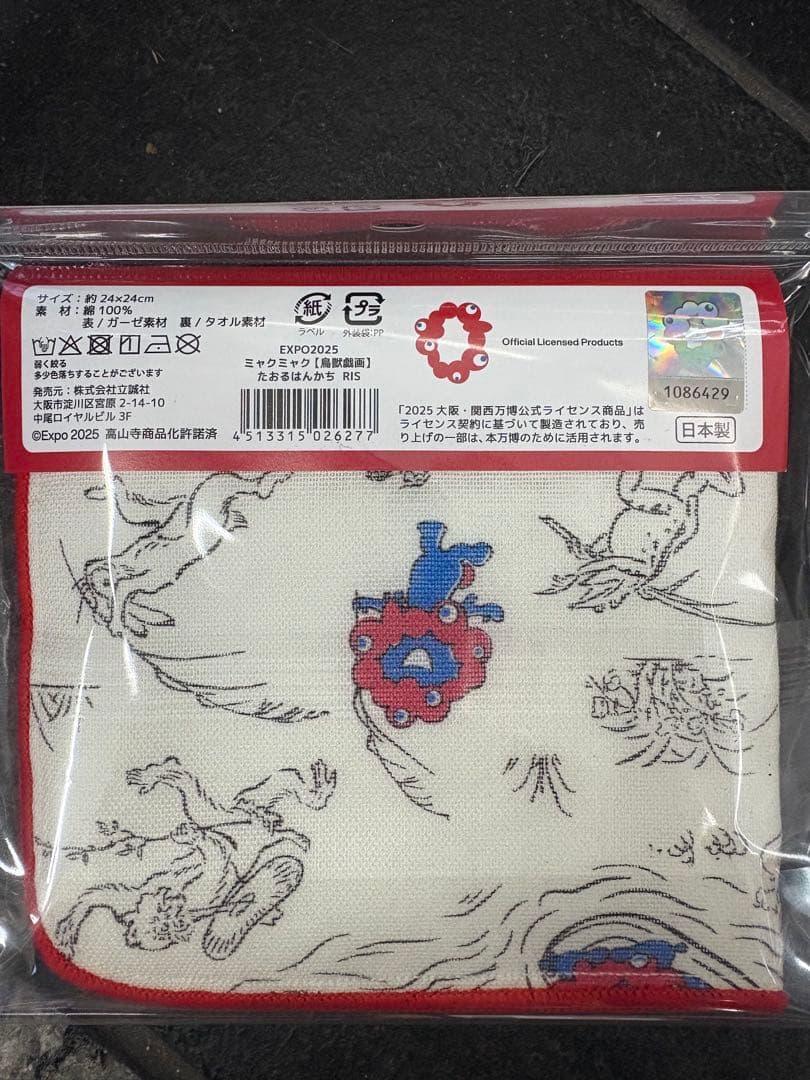 サイズ：約 24×24cm
素　材：綿 100%
表 / ガーゼ素材　裏 / タオル素材
弱く絞る
多少色落ちすることがございます
発売元：株式会社立誠社
大阪市淀川区宮原 2-14-10
中尾ロイヤルビル 3F
©Expo 2025 高山寺商品化許諾済
紙
ラベル
プラ
外装袋:PP
EXPO2025
ミャクミャク【鳥獣戯画】
たおるはんかち RIS
4513315026277
Official Licensed Products
「2025 大阪・関西万博公式ライセンス商品」は
ライセンス契約に基づいて製造されており、売
り上げの一部は、本万博のために活用されます。
1086429
日本製